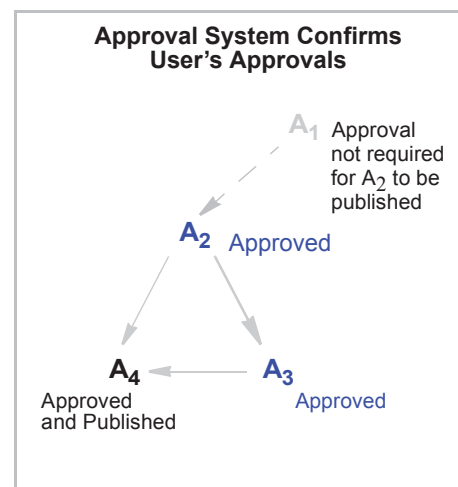 Approval System Confirms
User's Approvals
A1 Approval
not required
for A2 to be
published
A2 Approved
A4
Approved
and Published
A3
Approved